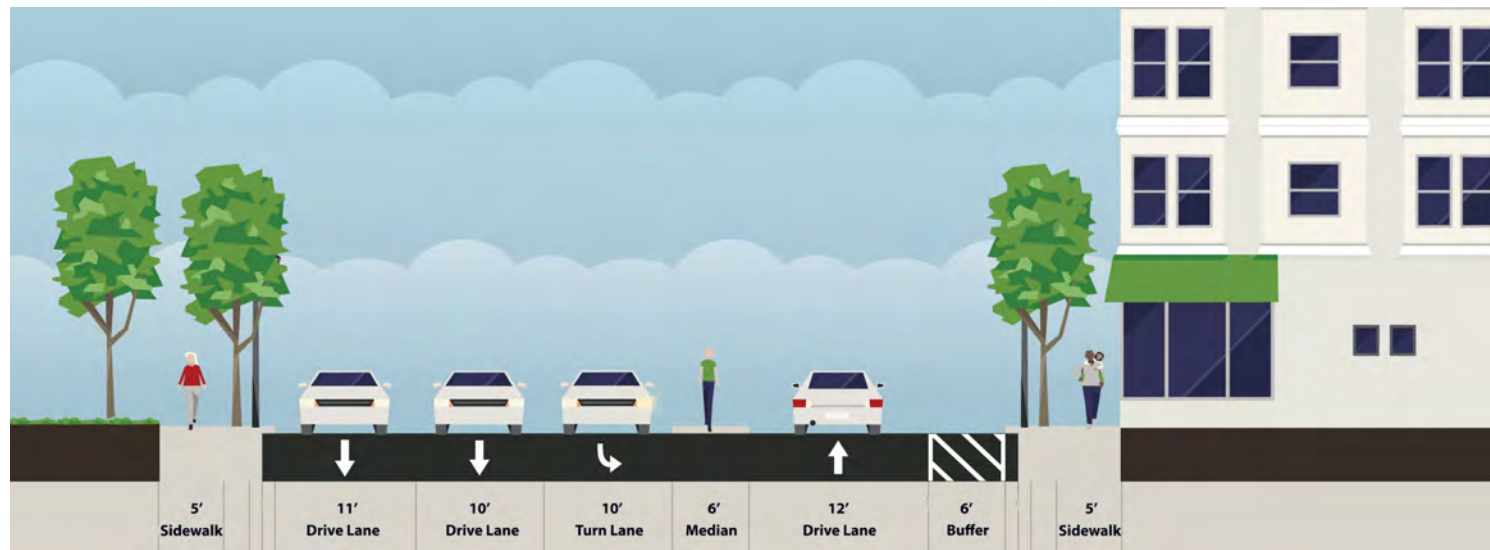 5’
Sidewalk
11’
Drive Lane
10’
Drive Lane
10’
Turn Lane
6’
Median
12’
Drive Lane
6’
Buffer
5’
Sidewalk